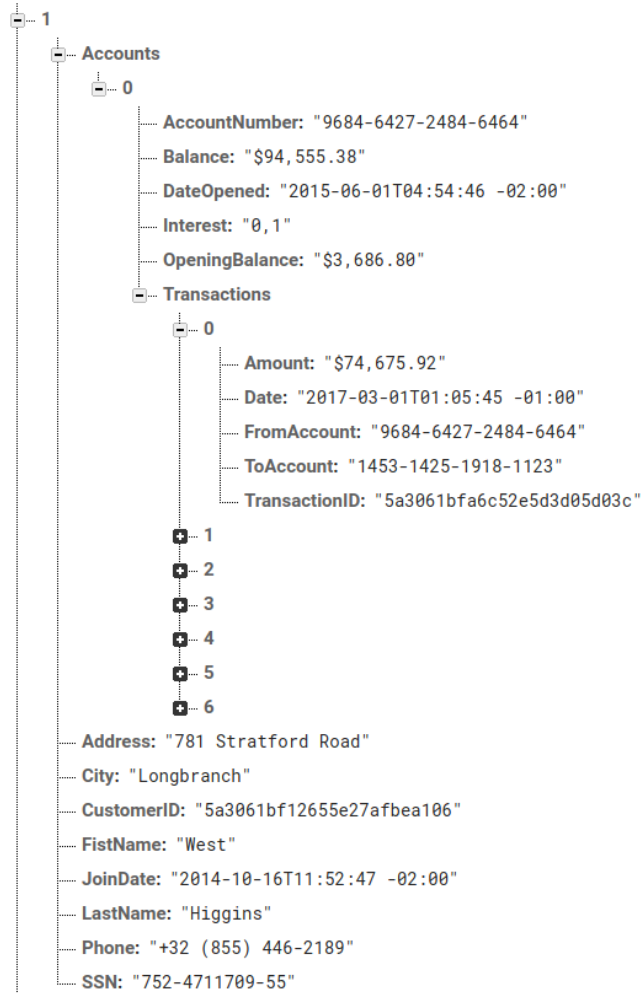 1
Accounts
0
AccountNumber: "9684-6427-2484-6464"
Balance: "$94,555.38"
DateOpened: "2015-06-01T04:54:46 -02:00"
Interest: "0,1"
OpeningBalance: "$3,686.80"
Transactions
0
Amount: "$74,675.92"
Date: "2017-03-01T01:05:45 -01:00"
FromAccount: "9684-6427-2484-6464"
ToAccount: "1453-1425-1918-1123"
TransactionID: "5a3061bfa6c52e5d3d05d03c"
1
2
3
4
5
6
Address: "781 Stratford Road"
City: "Longbranch"
CustomerID: "5a3061bf12655e27afbea106"
FistName: "West"
JoinDate: "2014-10-16T11:52:47 -02:00"
LastName: "Higgins"
Phone: "+32 (855) 446-2189"
SSN: "752-4711709-55"